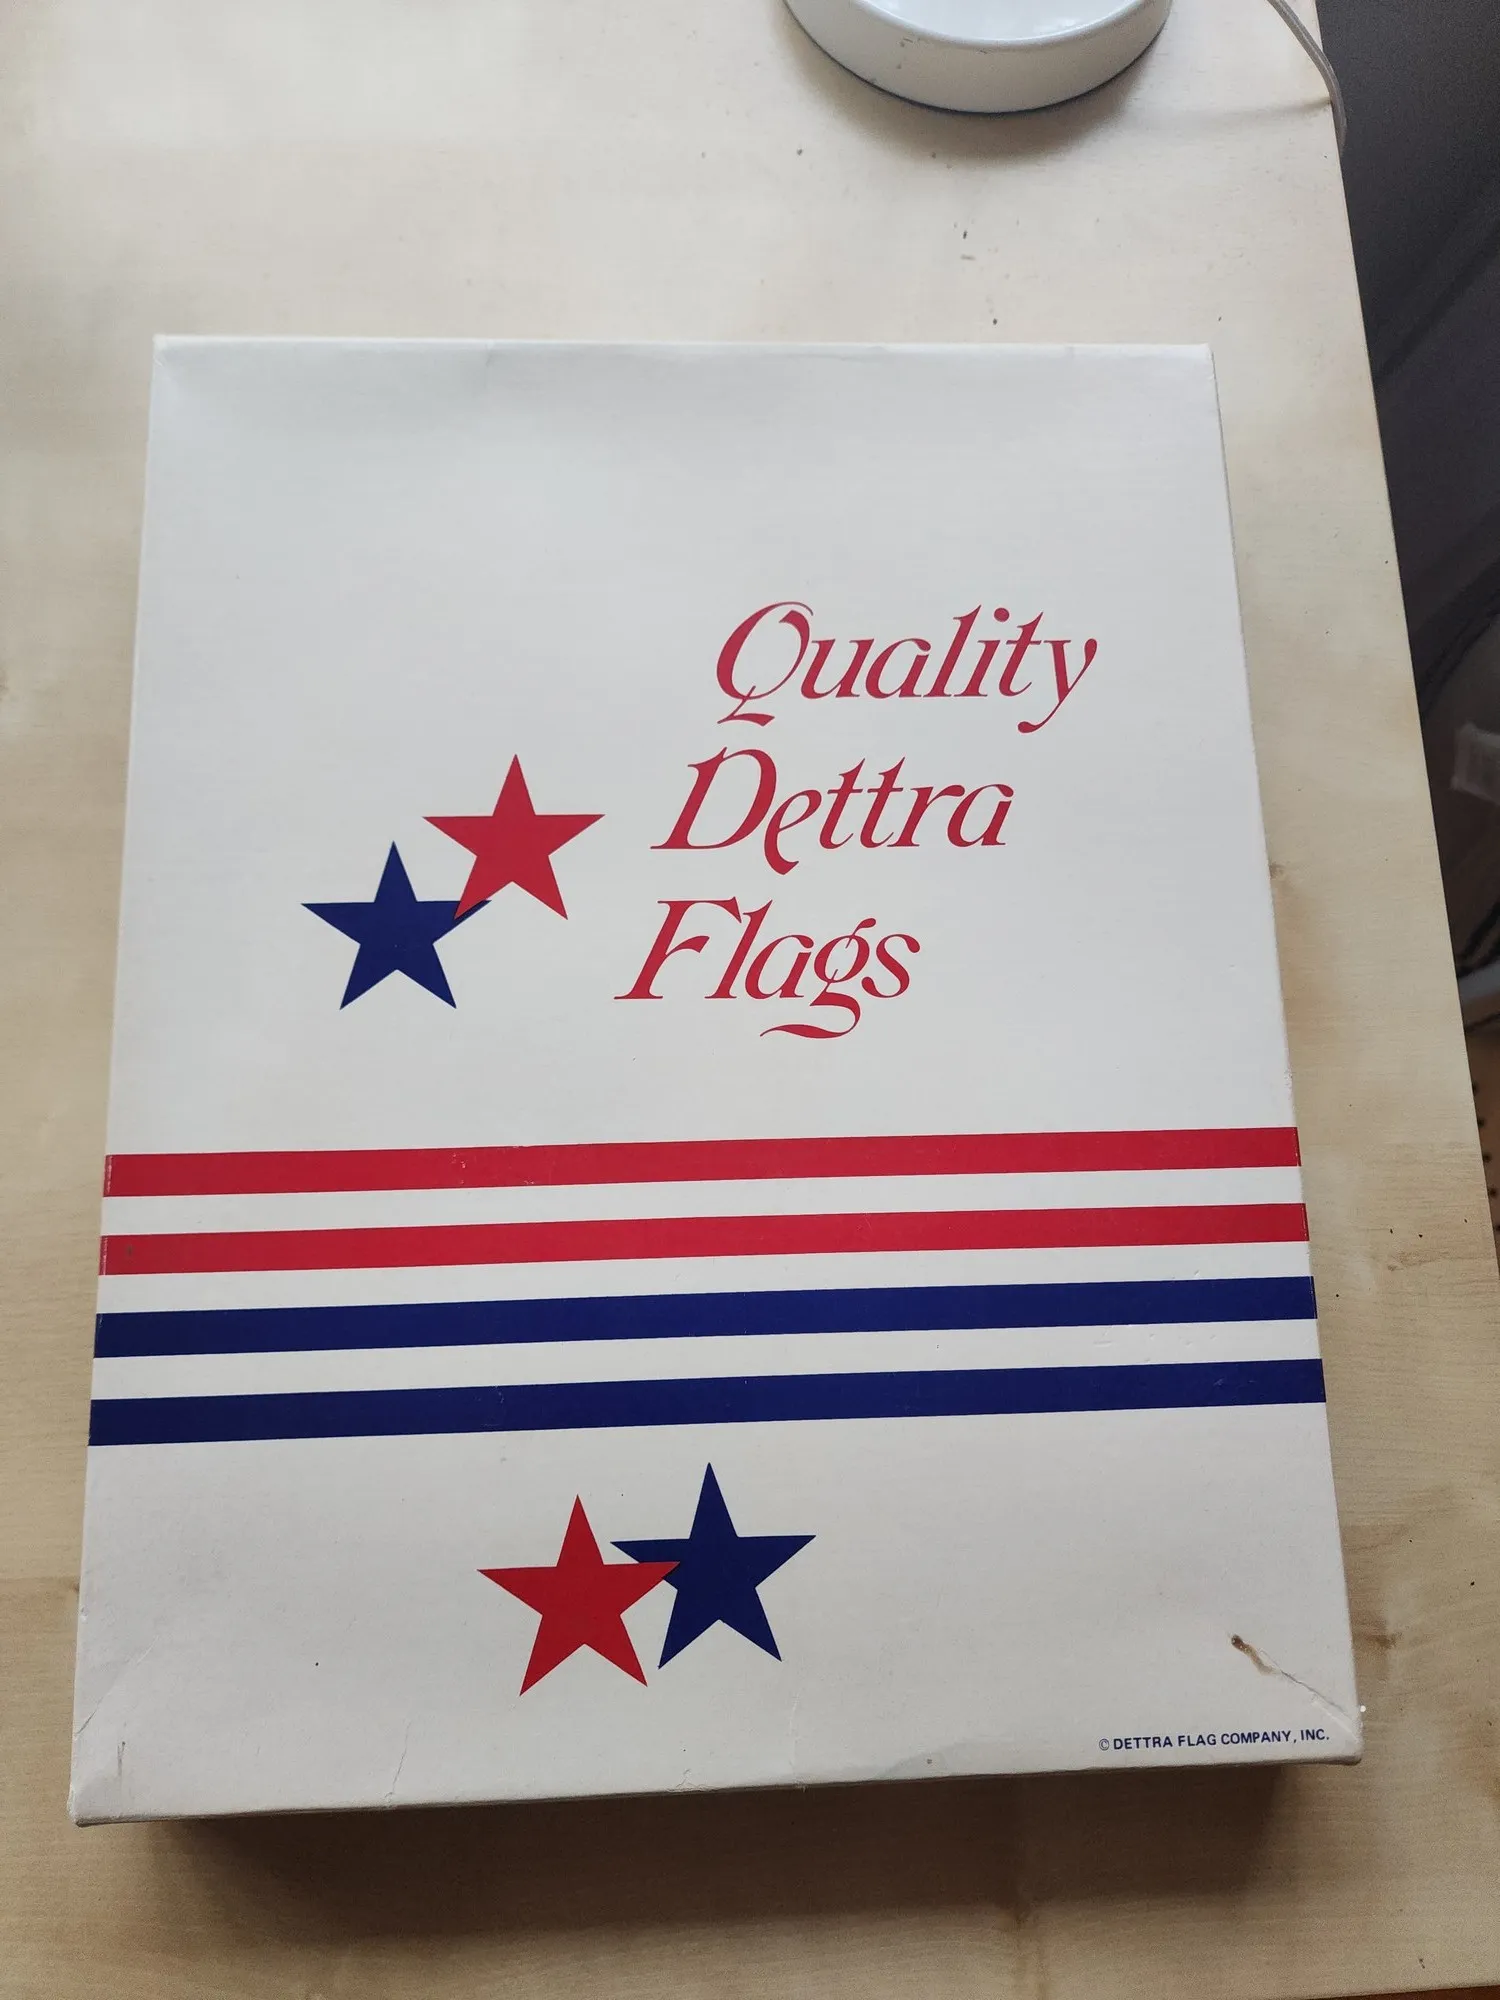 Quality
Dettra
Flags
© DETTRA FLAG COMPANY, INC.